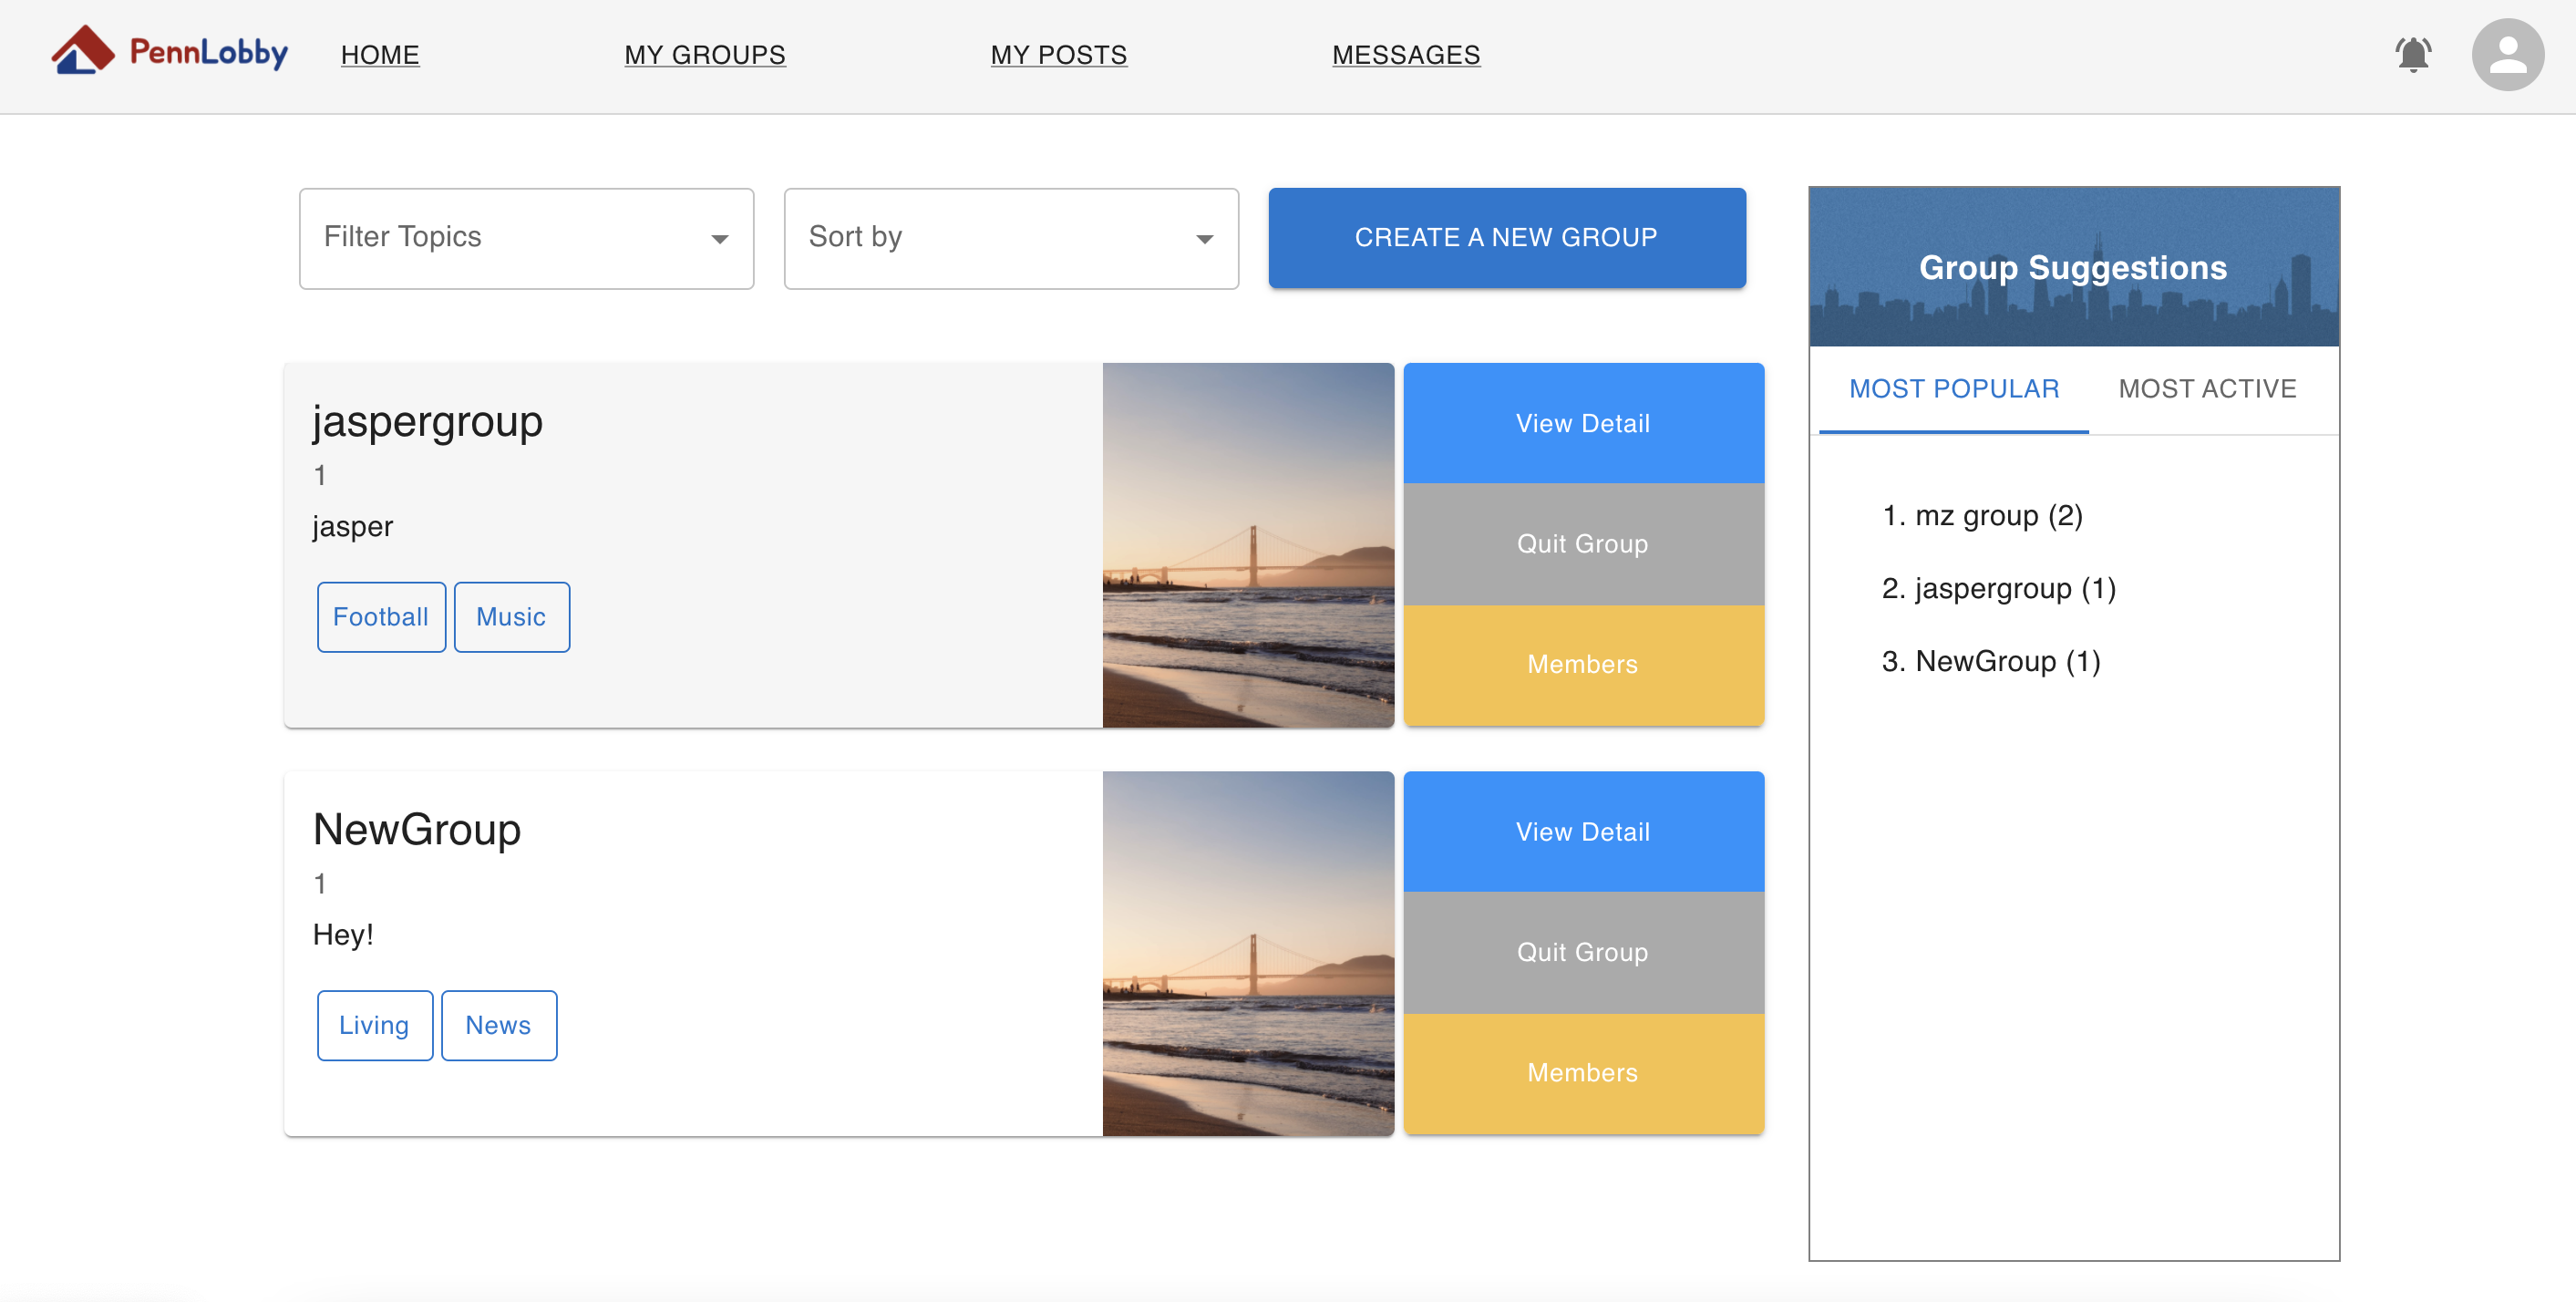 PennLobby
HOME
MY GROUPS
MY POSTS
MESSAGES
Filter Topics
Sort by
CREATE A NEW GROUP
jaspergroup
1
jasper
Football
Music
View Detail
Quit Group
Members
NewGroup
1
Hey!
Living
News
View Detail
Quit Group
Members
Group Suggestions
MOST POPULAR
MOST ACTIVE
1. mz group (2)
2. jaspergroup (1)
3. NewGroup (1)